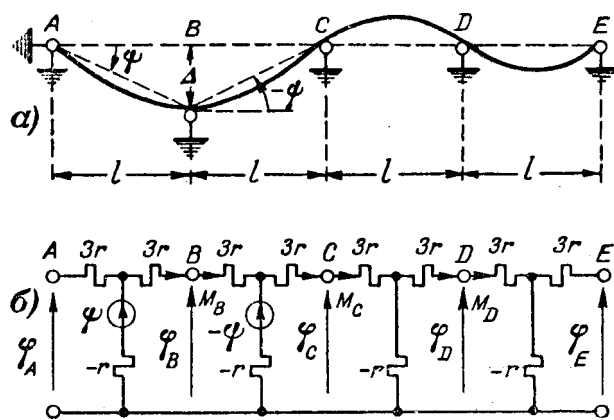 A B C D E
ψ Δ -ψ
а)
l l l l
A 3r 3r B 3r 3r C 3r 3r D 3r 3r E
б)
ψ M_B -ψ M_C M_D
φ_A φ_B φ_C φ_D φ_E
-r -r -r -r